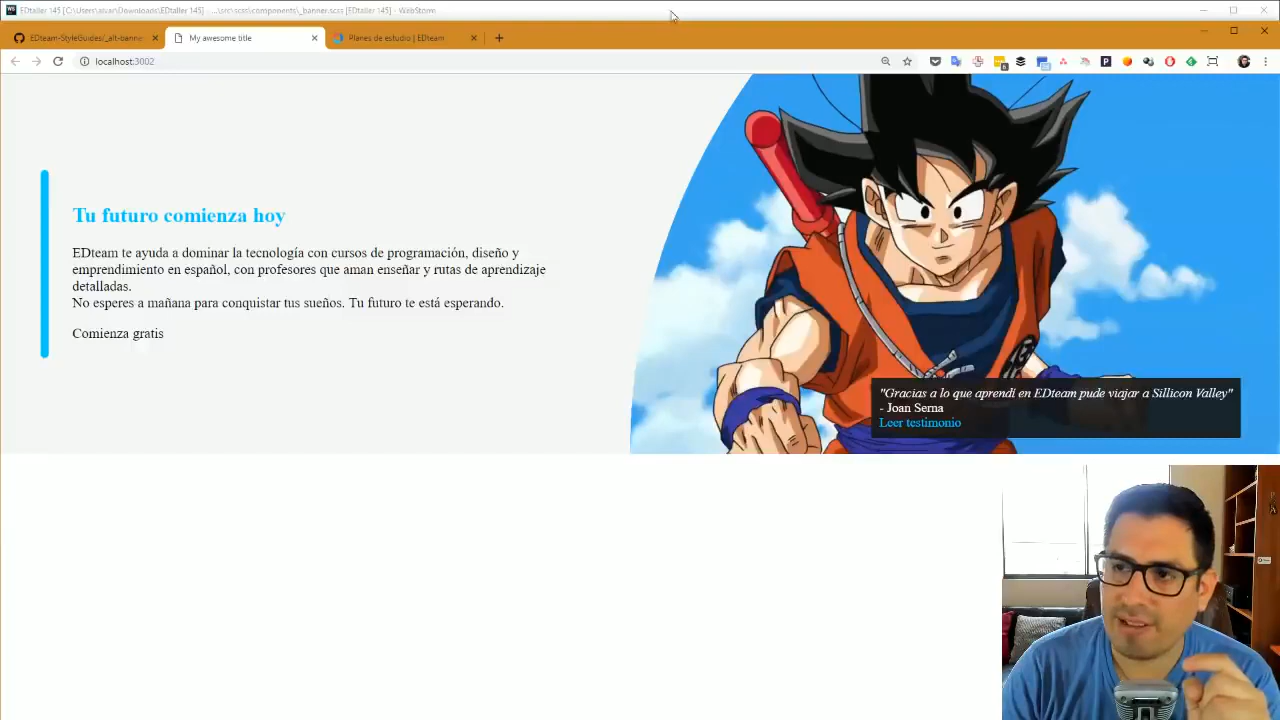 EDtaller 145 [C:\Users\alvar\Downloads\EDtaller 145] - ...\src\scss\components\_banner.scss [EDtaller 145] - WebStorm
EDteam-StyleGuides/_alt-banner
My awesome title
Planes de estudio | EDteam
localhost:3002
Tu futuro comienza hoy
EDteam te ayuda a dominar la tecnología con cursos de programación, diseño y
emprendimiento en español, con profesores que aman enseñar y rutas de aprendizaje
detalladas.
No esperes a mañana para conquistar tus sueños. Tu futuro te está esperando.
Comienza gratis
"Gracias a lo que aprendí en EDteam pude viajar a Sillicon Valley"
- Joan Serna
Leer testimonio